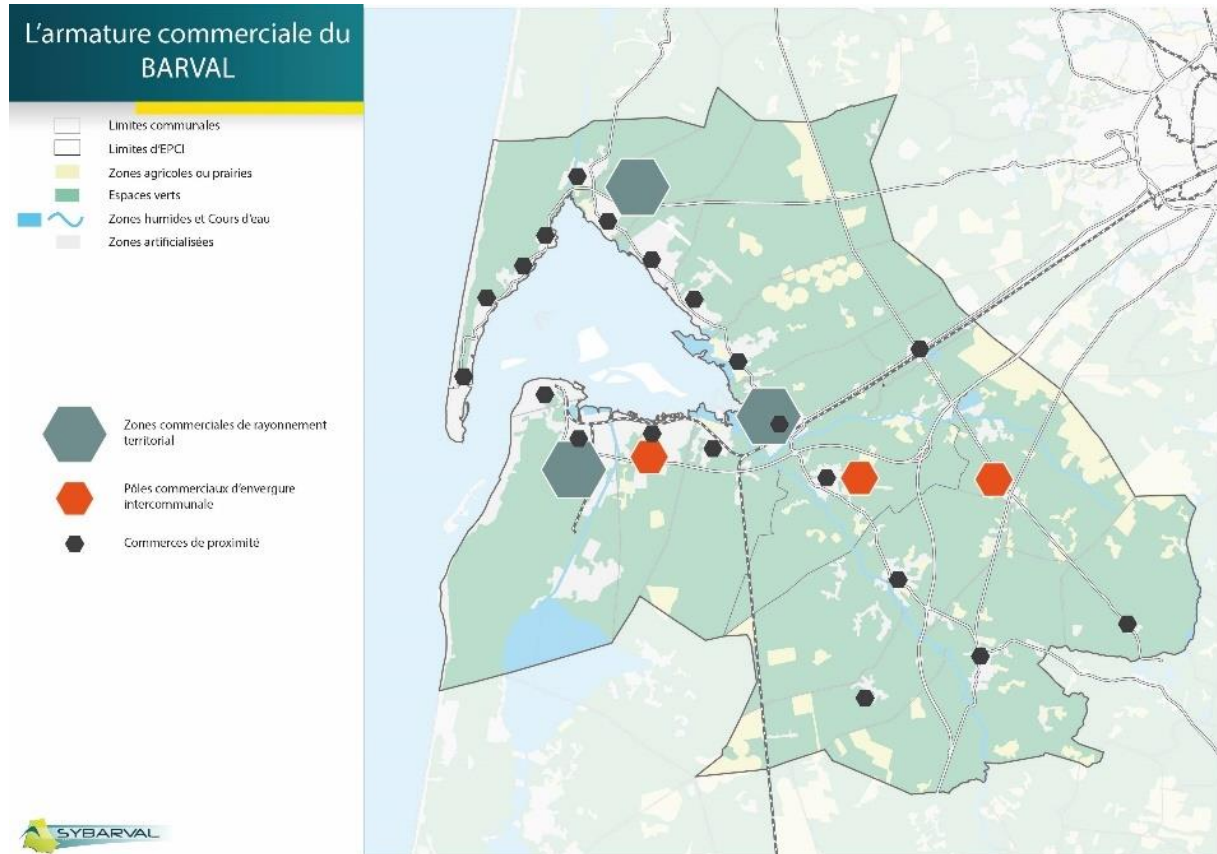 L'armature commerciale du
BARVAL
Limites communales
Limites d'EPCI
Zones agricoles ou prairies
Espaces verts
Zones humides et Cours d'eau
Zones artificialisées
Zones commerciales de rayonnement
territorial
Pôles commerciaux d'envergure
intercommunale
Commerces de proximité
SYBARVAL